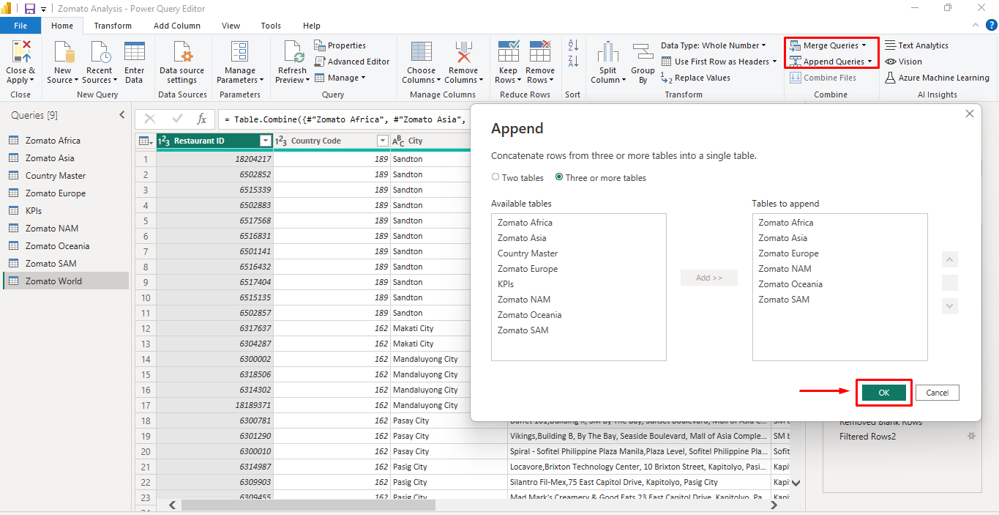 Zomato Analysis - Power Query Editor
File Home Transform Add Column View Tools Help
Close & Apply
Close
New Source
Recent Sources
Enter Data
New Query
Data source settings
Data Sources
Manage Parameters
Parameters
Refresh Preview
Properties
Advanced Editor
Manage
Query
Choose Columns
Remove Columns
Manage Columns
Keep Rows
Remove Rows
Reduce Rows
Sort
Split Column
Group By
Data Type: Whole Number
Use First Row as Headers
Replace Values
Transform
Merge Queries
Append Queries
Combine Files
Combine
Text Analytics
Vision
Azure Machine Learning
AI Insights
Queries [9]
Zomato Africa
Zomato Asia
Country Master
Zomato Europe
KPIs
Zomato NAM
Zomato Oceania
Zomato SAM
Zomato World
fx = Table.Combine({#"Zomato Africa", #"Zomato Asia",
123 Restaurant ID 123 Country Code ABC City
1 18204217 189 Sandton
2 6502852 189 Sandton
3 6515339 189 Sandton
4 6502883 189 Sandton
5 6517568 189 Sandton
6 6516831 189 Sandton
7 6501141 189 Sandton
8 6516432 189 Sandton
9 6517404 189 Sandton
10 6515135 189 Sandton
11 6502857 189 Sandton
12 6317637 162 Makati City
13 6304287 162 Makati City
14 6300002 162 Mandaluyong City
15 6318506 162 Mandaluyong City
16 6314302 162 Mandaluyong City
17 18189371 162 Mandaluyong City
18 6300781 162 Pasay City Buffet 101,Building K, SM By The Bay, Sunset Boulevard, Mall of Asia C... SM
19 6301290 162 Pasay City Vikings,Building B, By The Bay, Seaside Boulevard, Mall of Asia Comple... SM b
20 6300010 162 Pasay City Spiral - Sofitel Philippine Plaza Manila,Plaza Level, Sofitel Philippine Pla... Sofit
21 6314987 162 Pasig City Locavore,Brixton Technology Center, 10 Brixton Street, Kapitolyo, Pasi... Kapi
22 6309903 162 Pasig City Silantro Fil-Mex,75 East Capitol Drive, Kapitolyo, Pasig City Kapi
23 6309455 162 Pasig City Mad Mark's Creamery & Good Eats,23 East Capitol Drive, Kapitolyo, Pa... Kapi
Append
Concatenate rows from three or more tables into a single table.
Two tables Three or more tables
Available tables
Zomato Africa
Zomato Asia
Country Master
Zomato Europe
KPIs
Zomato NAM
Zomato Oceania
Zomato SAM
Add >>
Tables to append
Zomato Africa
Zomato Asia
Zomato Europe
Zomato NAM
Zomato Oceania
Zomato SAM
OK Cancel
Removed Blank Rows
Filtered Rows2